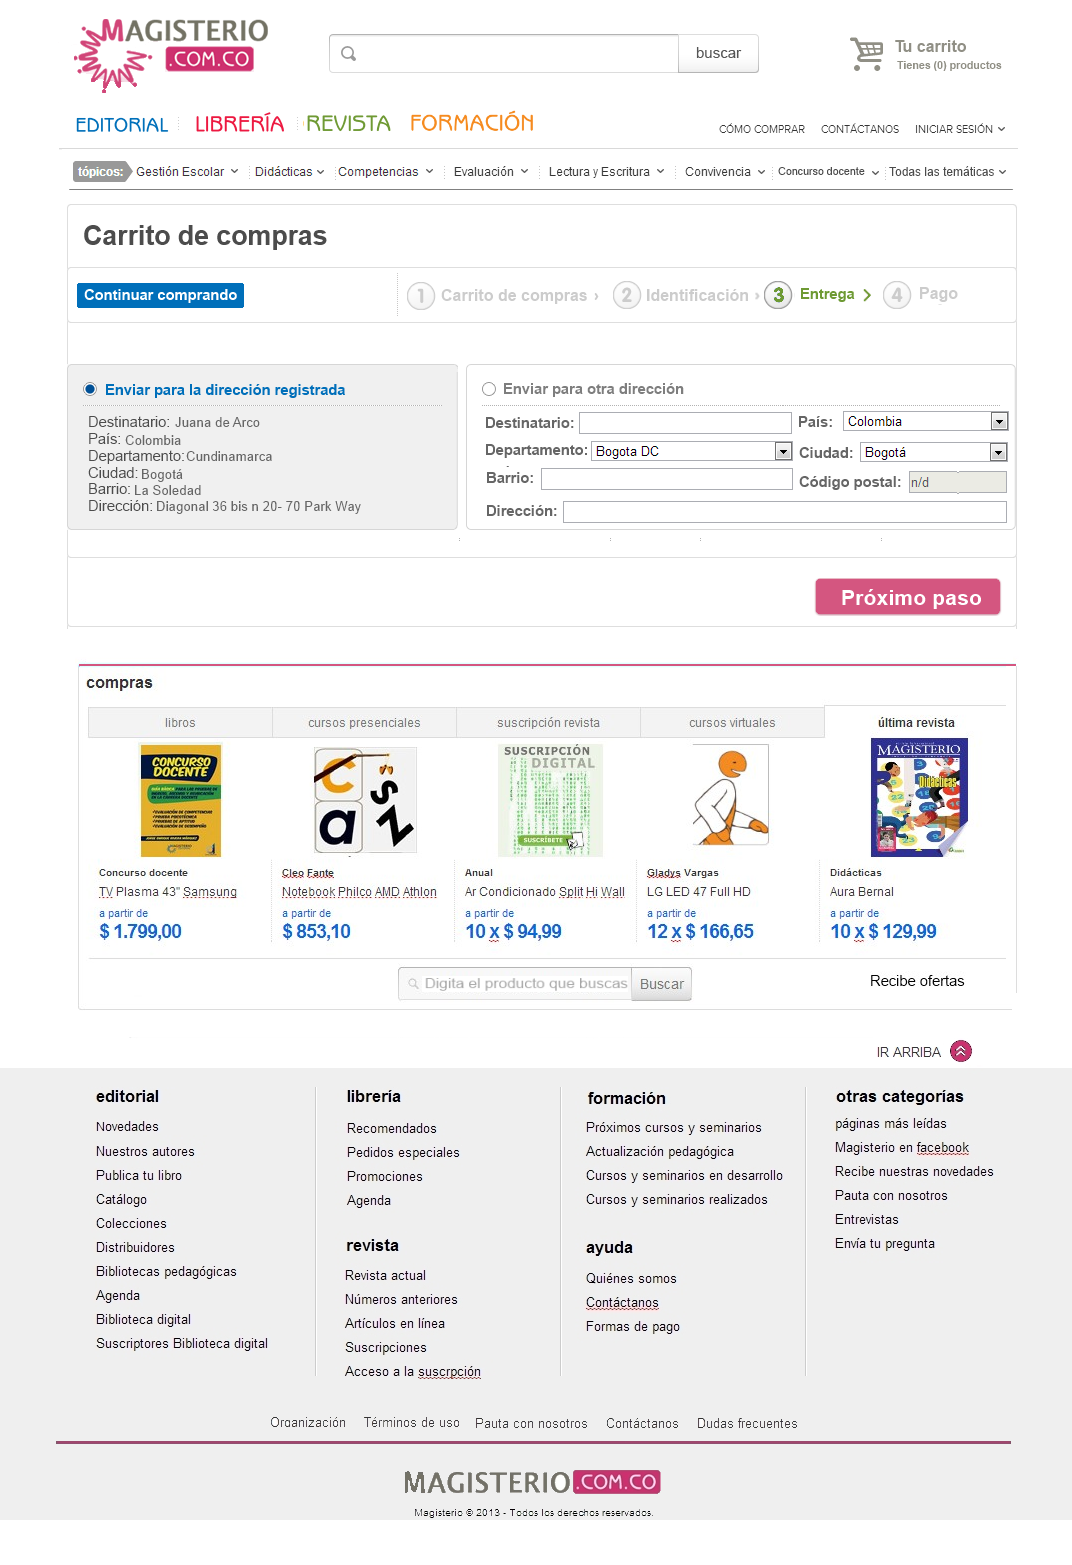 MAGISTERIO
.COM.CO
buscar
Tu carrito
Tienes (0) productos
EDITORIAL LIBRERÍA REVISTA FORMACIÓN
CÓMO COMPRAR CONTÁCTANOS INICIAR SESIÓN
tópicos: Gestión Escolar Didácticas Competencias Evaluación Lectura y Escritura Convivencia Concurso docente Todas las temáticas
Carrito de compras
Continuar comprando
1 Carrito de compras › 2 Identificación › 3 Entrega 4 Pago
Enviar para la dirección registrada
Destinatario: Juana de Arco
País: Colombia
Departamento: Cundinamarca
Ciudad: Bogotá
Barrio: La Soledad
Dirección: Diagonal 36 bis n 20- 70 Park Way
Enviar para otra dirección
Destinatario: País: Colombia
Departamento: Bogota DC Ciudad: Bogotá
Barrio: Código postal: n/d
Dirección:
Próximo paso
compras
libros cursos presenciales suscripción revista cursos virtuales última revista
CONCURSO
DOCENTE
c
a
s
z
SUSCRIPCIÓN
DIGITAL
SUSCRÍBETE
MAGISTERIO
Didácticas
Concurso docente
TV Plasma 43" Samsung
a partir de
$ 1.799,00
Cleo Fante
Notebook Philco AMD Athlon
a partir de
$ 853,10
Anual
Ar Condicionado Split Hi Wall
a partir de
10 x $ 94,99
Gladys Vargas
LG LED 47 Full HD
a partir de
12 x $ 166,65
Didácticas
Aura Bernal
a partir de
10 x $ 129,99
Digita el producto que buscas Buscar
Recibe ofertas
IR ARRIBA
editorial
Novedades
Nuestros autores
Publica tu libro
Catálogo
Colecciones
Distribuidores
Bibliotecas pedagógicas
Agenda
Biblioteca digital
Suscriptores Biblioteca digital
librería
Recomendados
Pedidos especiales
Promociones
Agenda
revista
Revista actual
Números anteriores
Artículos en línea
Suscripciones
Acceso a la suscrpción
formación
Próximos cursos y seminarios
Actualización pedagógica
Cursos y seminarios en desarrollo
Cursos y seminarios realizados
ayuda
Quiénes somos
Contáctanos
Formas de pago
otras categorías
páginas más leídas
Magisterio en facebook
Recibe nuestras novedades
Pauta con nosotros
Entrevistas
Envía tu pregunta
Organización Términos de uso Pauta con nosotros Contáctanos Dudas frecuentes
MAGISTERIO.COM.CO
Magisterio © 2013 - Todos los derechos reservados.